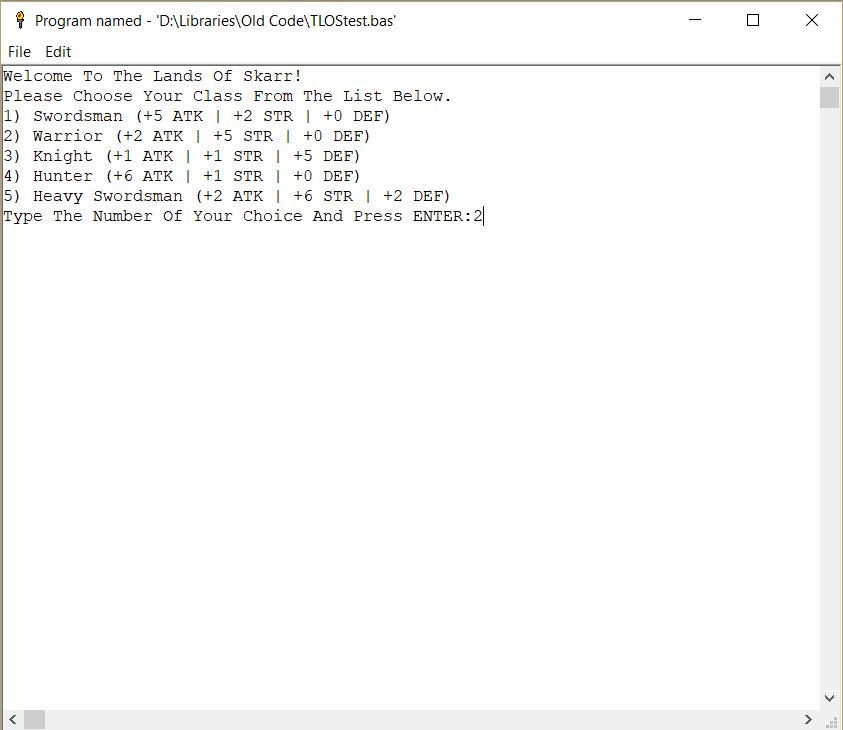 Program named - 'D:\Libraries\Old Code\TLOStest.bas'
File Edit
Welcome To The Lands Of Skarr!
Please Choose Your Class From The List Below.
1) Swordsman (+5 ATK | +2 STR | +0 DEF)
2) Warrior (+2 ATK | +5 STR | +0 DEF)
3) Knight (+1 ATK | +1 STR | +5 DEF)
4) Hunter (+6 ATK | +1 STR | +0 DEF)
5) Heavy Swordsman (+2 ATK | +6 STR | +2 DEF)
Type The Number Of Your Choice And Press ENTER:2